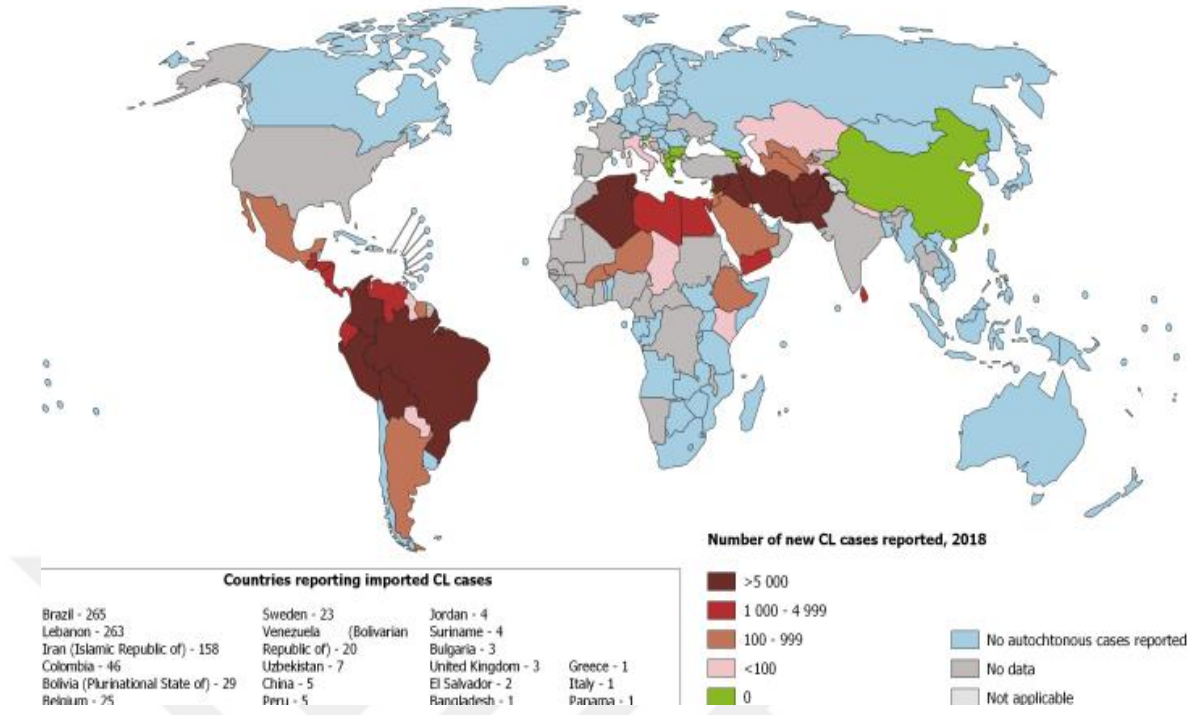 Number of new CL cases reported, 2018
>5 000
1 000 - 4 999
100 - 999
<100
0
No autochtonous cases reported
No data
Not applicable
Countries reporting imported CL cases
Brazil - 265
Lebanon - 263
Iran (Islamic Republic of) - 158
Colombia - 46
Bolivia (Plurinational State of) - 29
Belgium - 25
Sweden - 23
Venezuela (Bolivarian
Republic of) - 20
Uzbekistan - 7
China - 5
Peru - 5
Jordan - 4
Suriname - 4
Bulgaria - 3
United Kingdom - 3
El Salvador - 2
Bangladesh - 1
Greece - 1
Italy - 1
Panama - 1